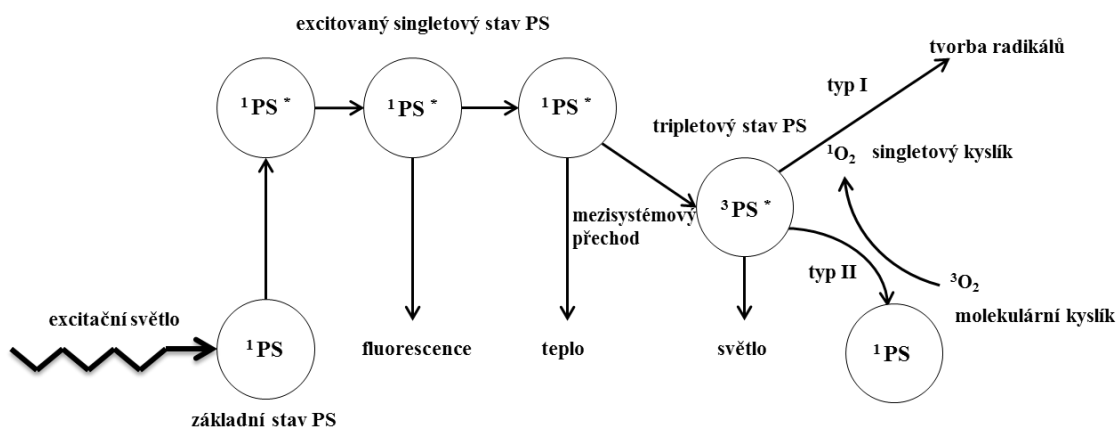 excitovaný singletový stav PS
tvorba radikálů
typ I
¹PS *
¹PS *
¹PS *
tripletový stav PS
¹O₂ singletový kyslík
³PS *
mezisystémový
přechod
typ II
³O₂
molekulární kyslík
excitační světlo
¹PS
fluorescence
teplo
světlo
¹PS
základní stav PS